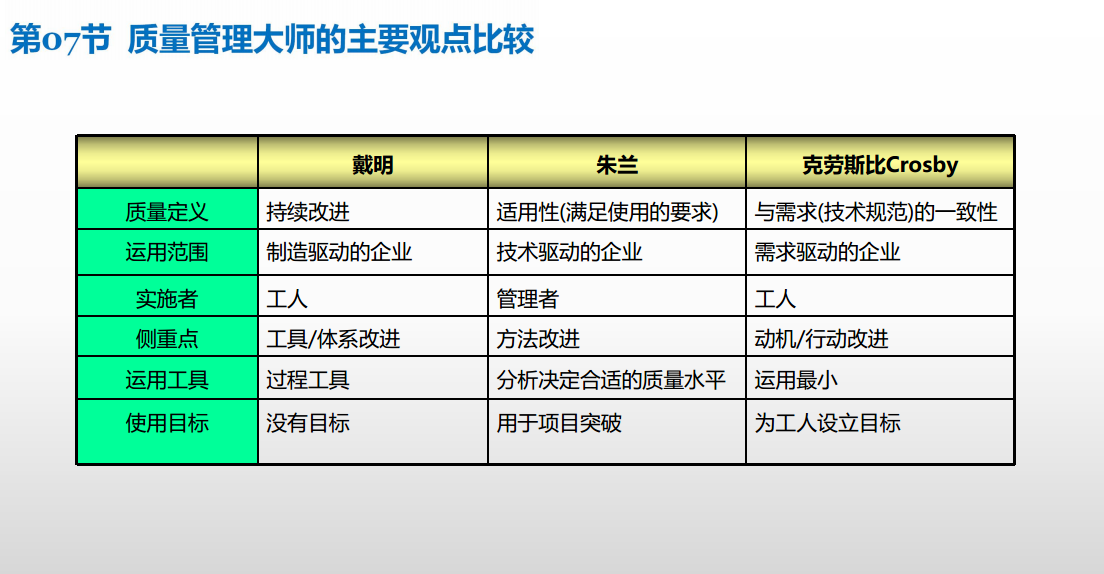 第07节 质量管理大师的主要观点比较
戴明 朱兰 克劳斯比Crosby
质量定义 持续改进 适用性(满足使用的要求) 与需求(技术规范)的一致性
运用范围 制造驱动的企业 技术驱动的企业 需求驱动的企业
实施者 工人 管理者 工人
侧重点 工具/体系改进 方法改进 动机/行动改进
运用工具 过程工具 分析决定合适的质量水平 运用最小
使用目标 没有目标 用于项目突破 为工人设立目标